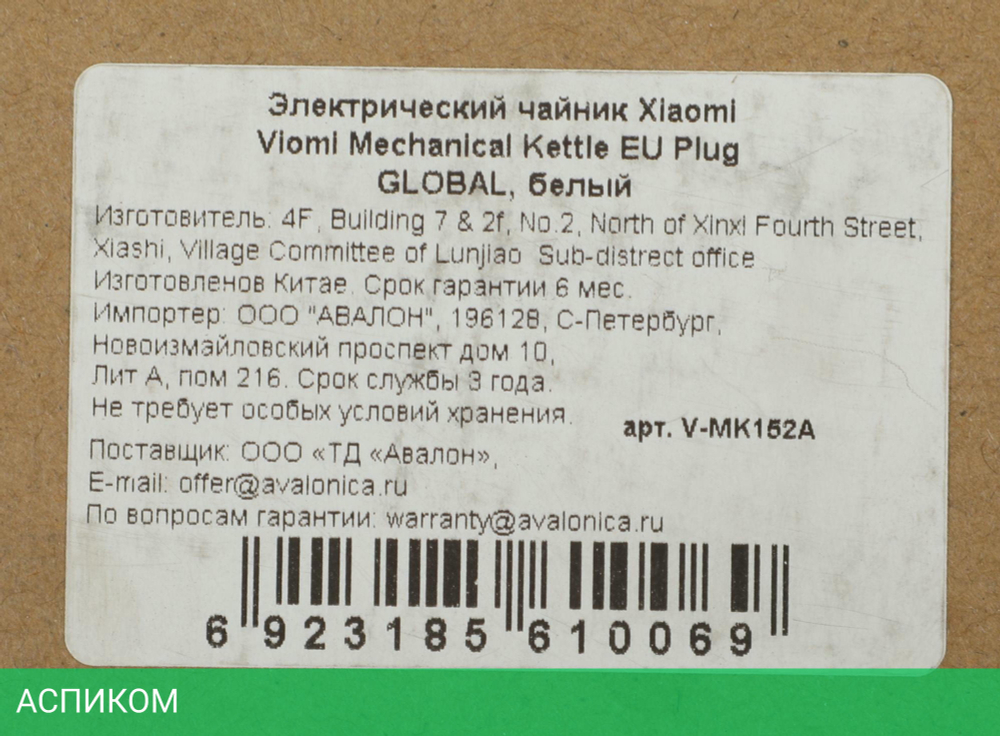 Электрический чайник Xiaomi
Viomi Mechanical Kettle EU Plug
GLOBAL, белый
Изготовитель: 4F, Building 7 & 2f, No.2, North of Xinxi Fourth Street,
Xiashi, Village Committee of Lunjiao Sub-distrect office
Изготовленов Китае. Срок гарантии 6 мес.
Импортер: ООО "АВАЛОН", 196128, С-Петербург,
Новоизмайловский проспект дом 10,
Лит А, пом 216. Срок службы 3 года.
Не требует особых условий хранения.
арт. V-MK152A
Поставщик: ООО «ТД «Авалон»,
E-mail: offer@avalonica.ru
По вопросам гарантии: warranty@avalonica.ru
6 923185 610069
АСПИКОМ